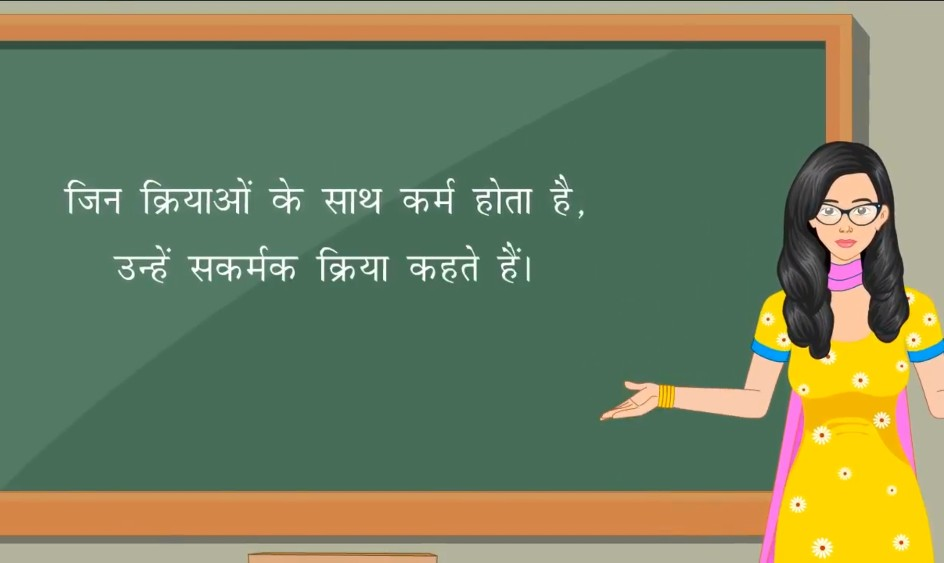 जिन क्रियाओं के साथ कर्म होता है,
उन्हें सकर्मक क्रिया कहते हैं।